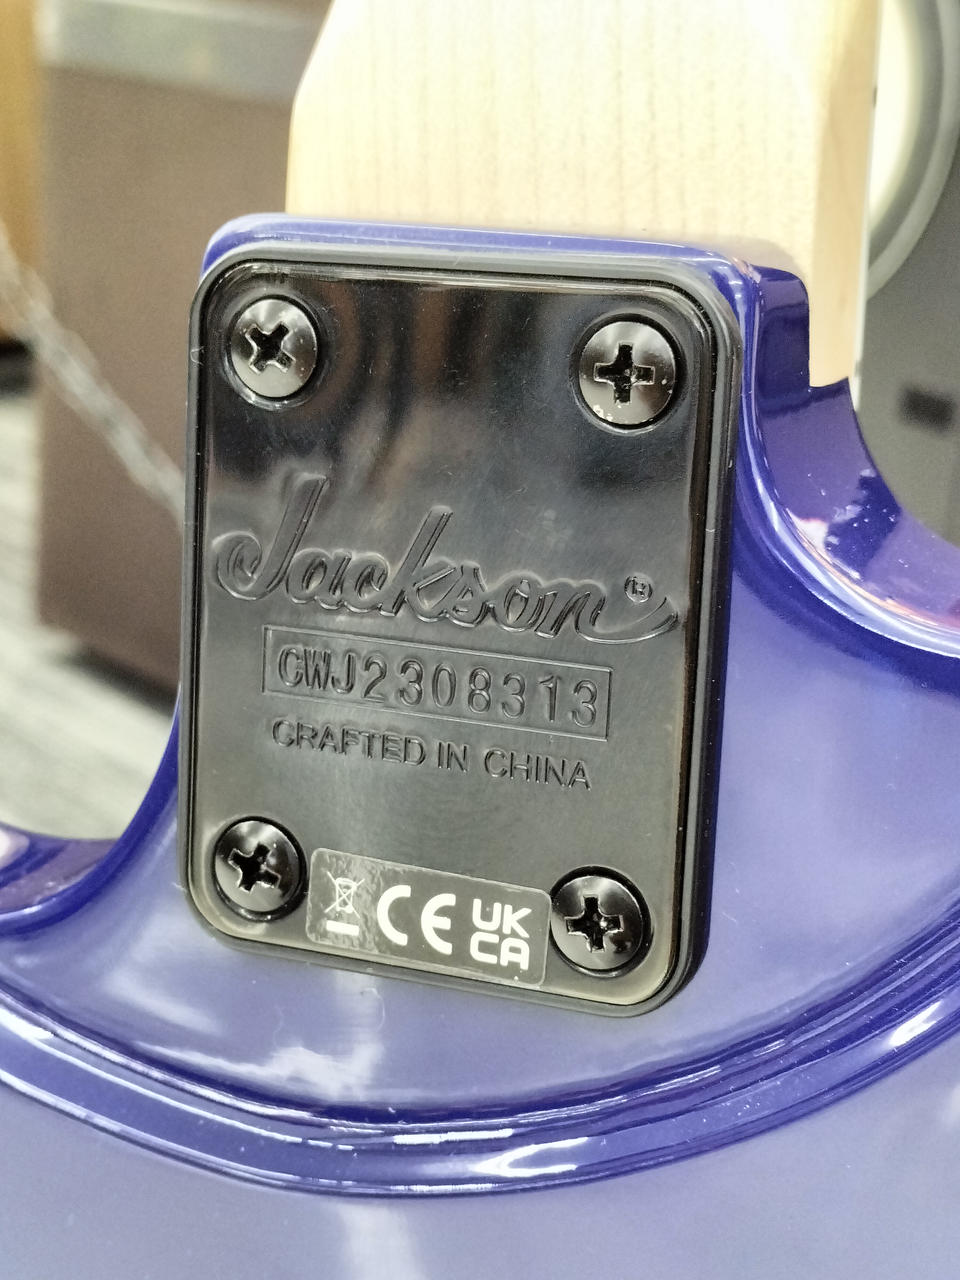 Jackson®
CWJ2308313
CRAFTED IN CHINA
CE UK
CA